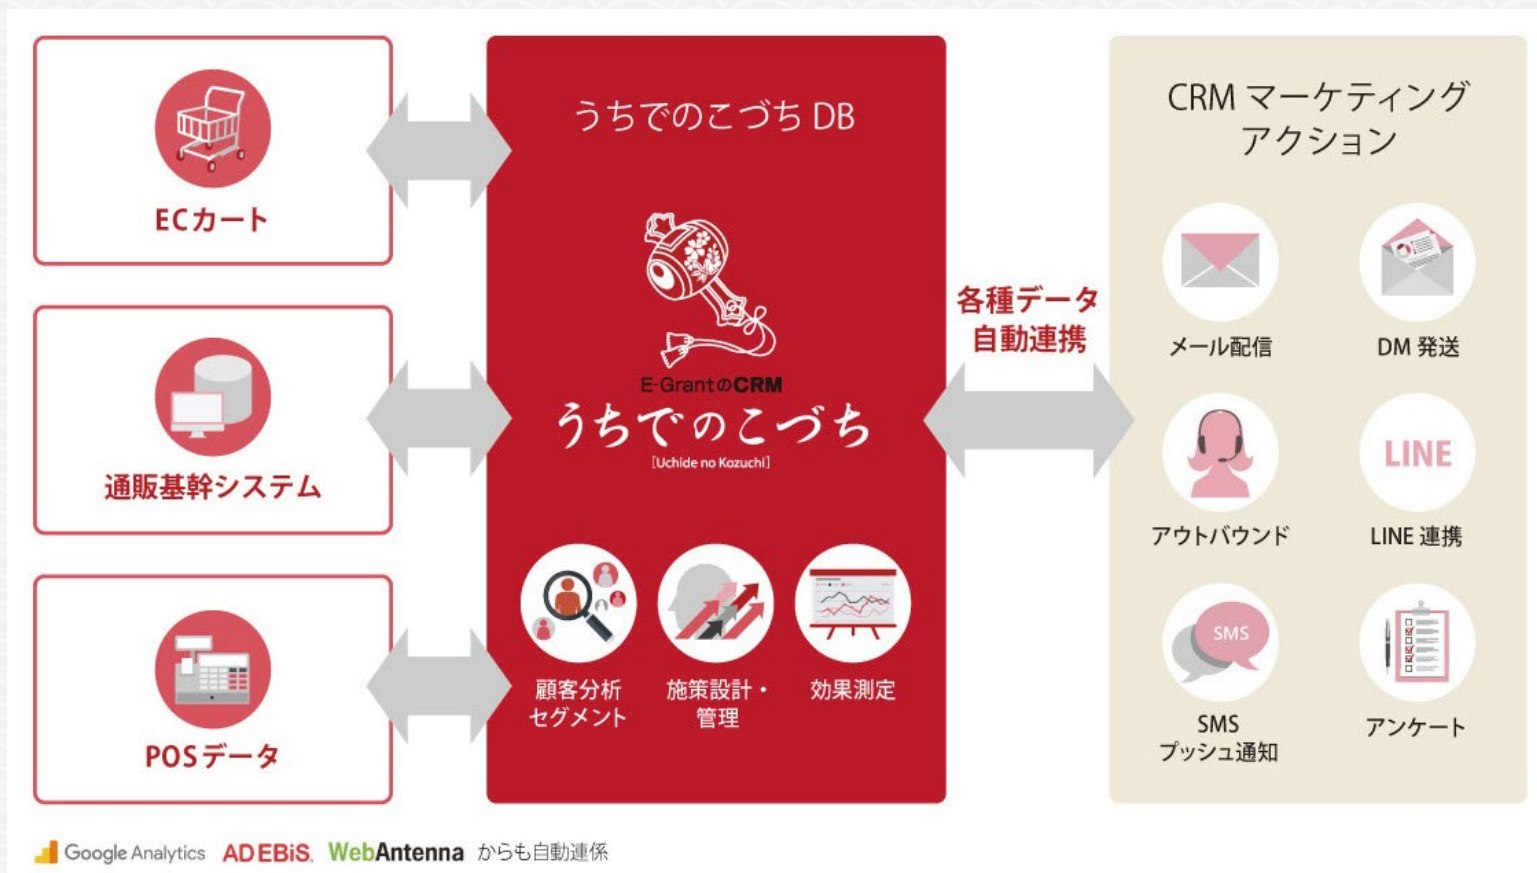 ECカート
通販基幹システム
POSデータ
うちでのこづち DB
E-GrantのCRM
うちでのこづち
[Uchide no Kozuchi]
顧客分析
セグメント
施策設計・
管理
効果測定
各種データ
自動連携
CRM マーケティング
アクション
メール配信
DM 発送
アウトバウンド
LINE
LINE 連携
SMS
SMS
プッシュ通知
アンケート
Google Analytics AD EBiS. WebAntenna からも自動連係